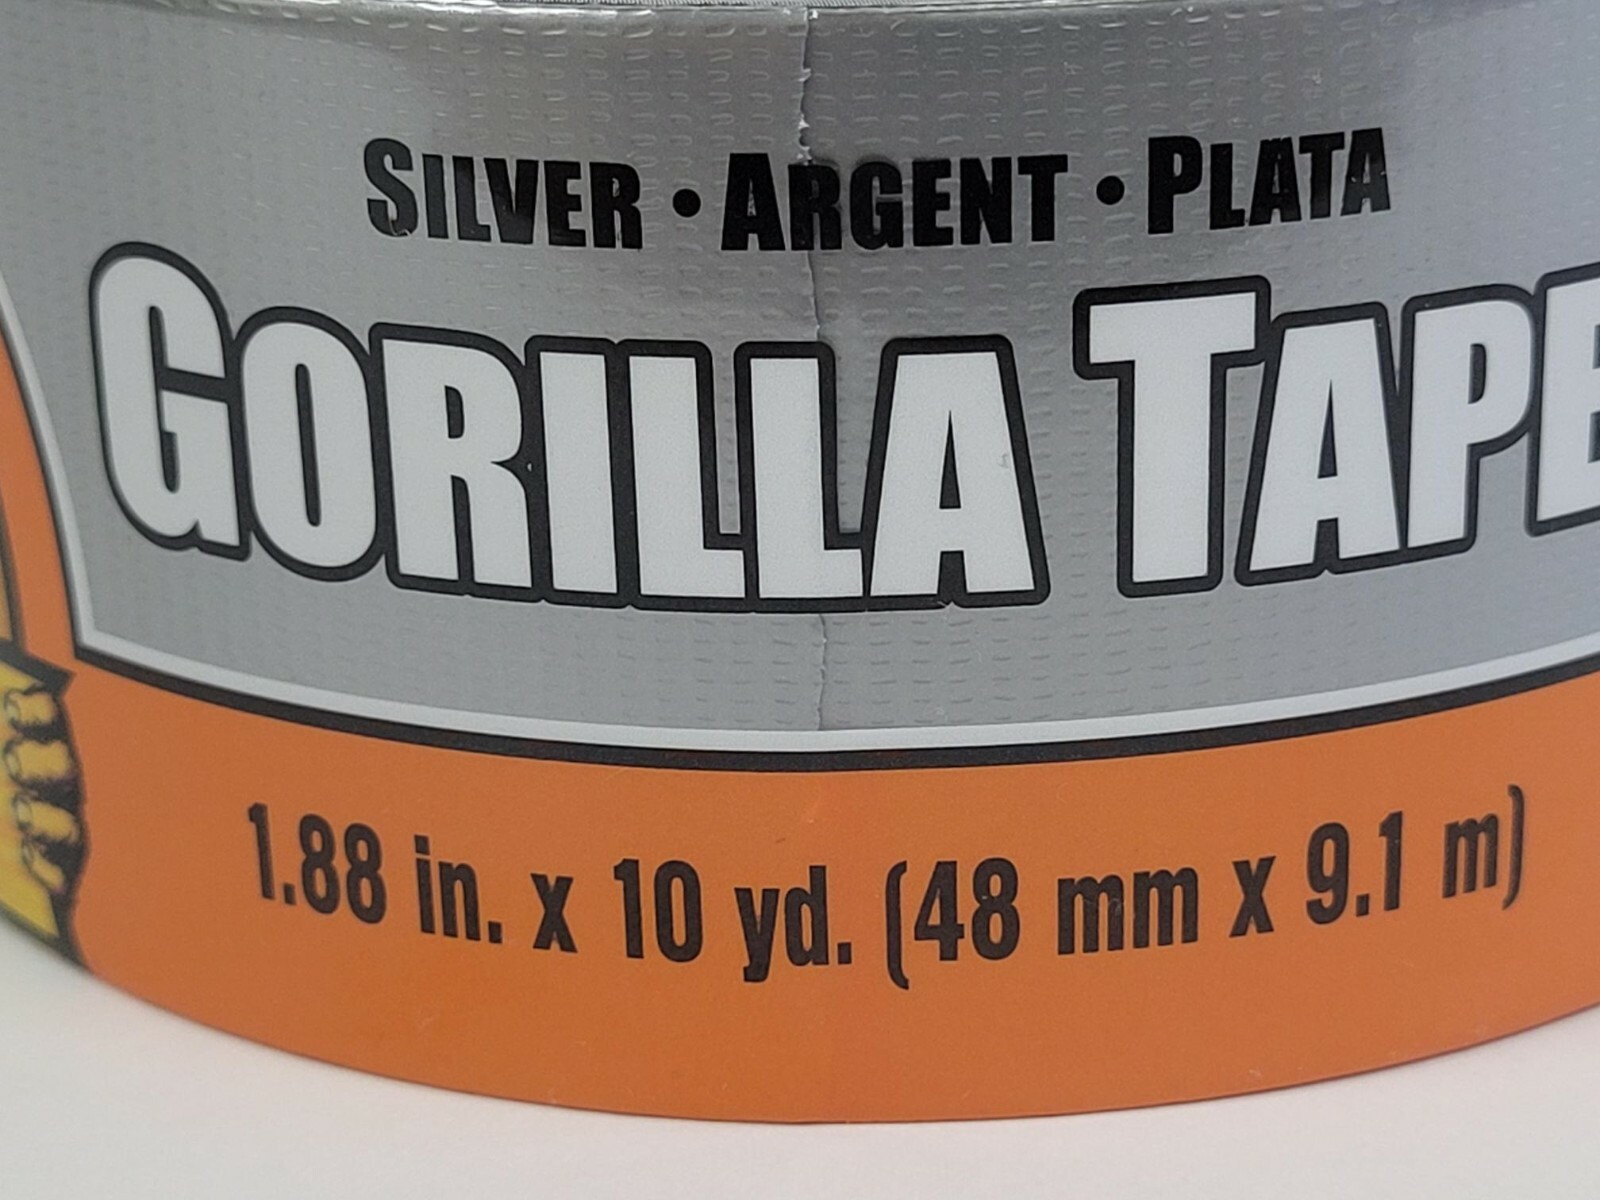 SILVER • ARGENT • PLATA
GORILLA TAPE
1.88 in. x 10 yd. (48 mm x 9.1 m)